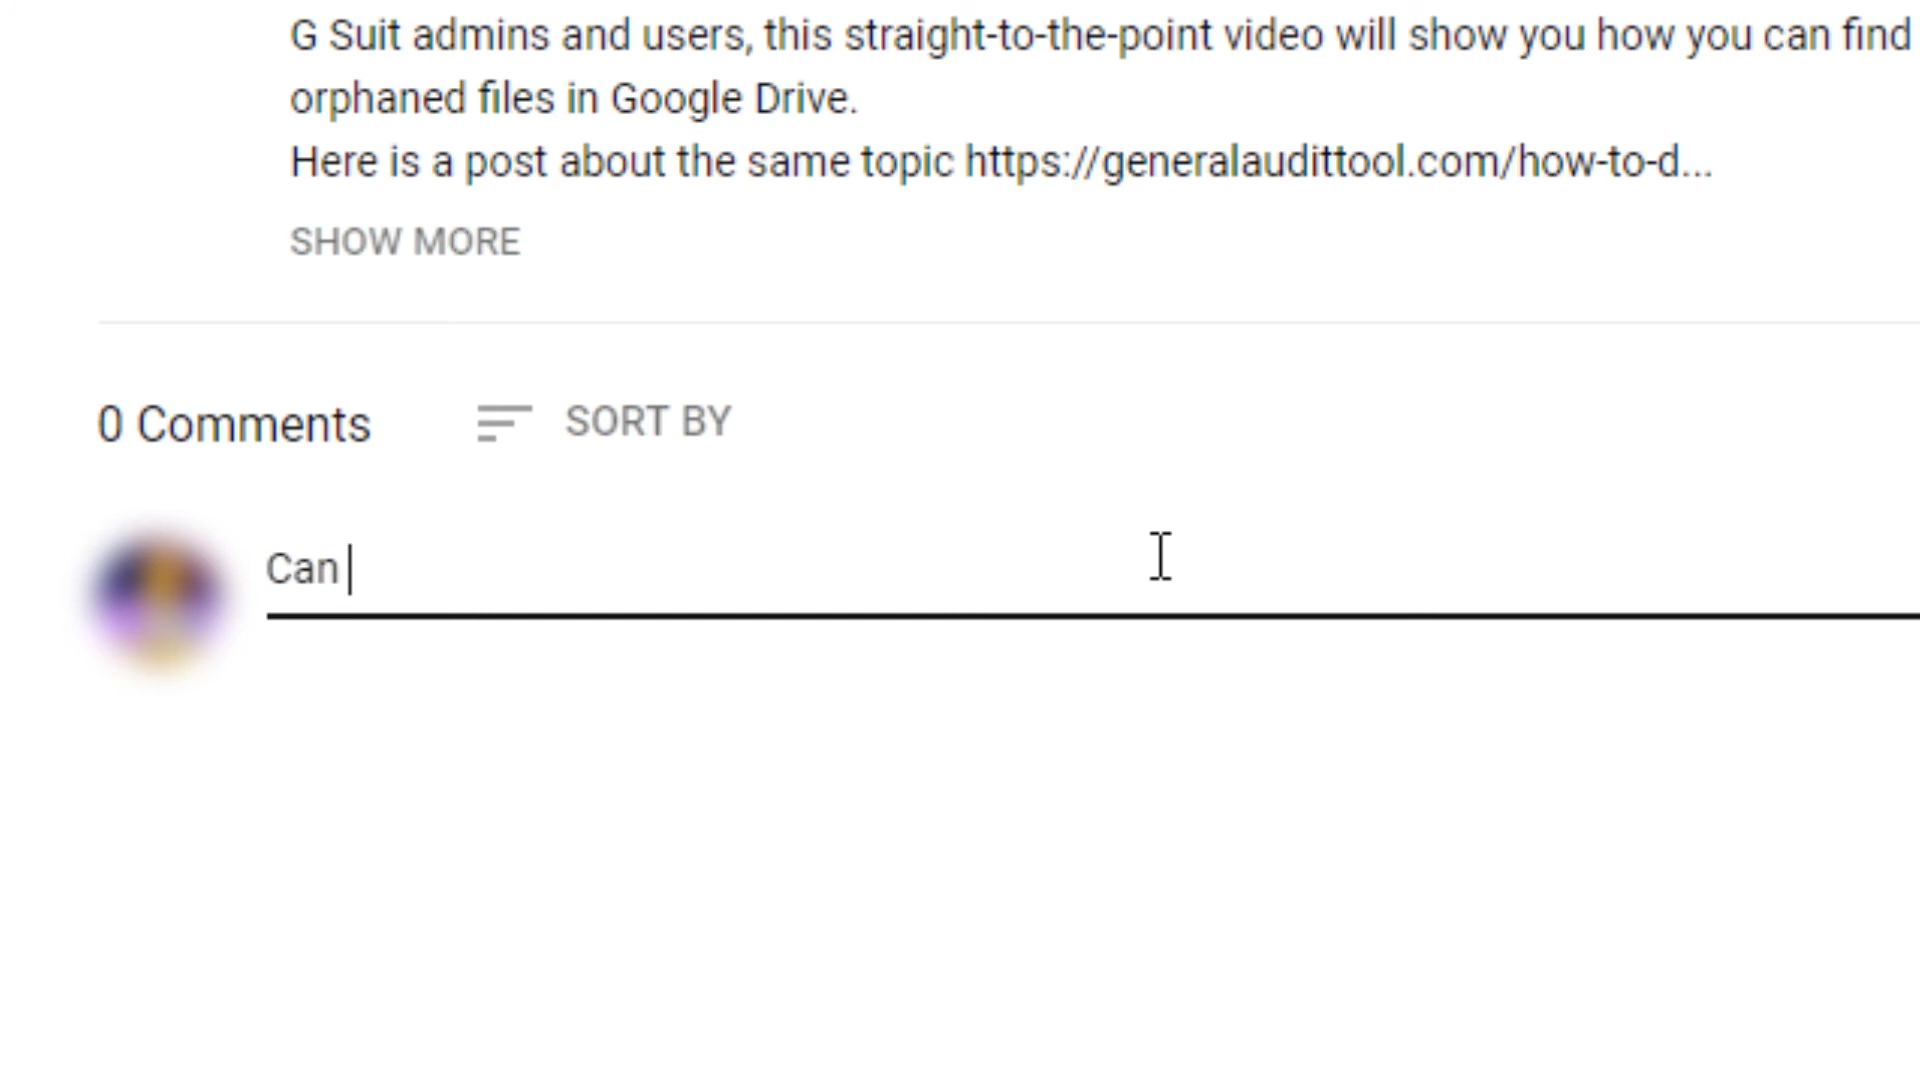 G Suit admins and users, this straight-to-the-point video will show you how you can find
orphaned files in Google Drive.
Here is a post about the same topic https://generalaudittool.com/how-to-d...
SHOW MORE
0 Comments SORT BY
Can